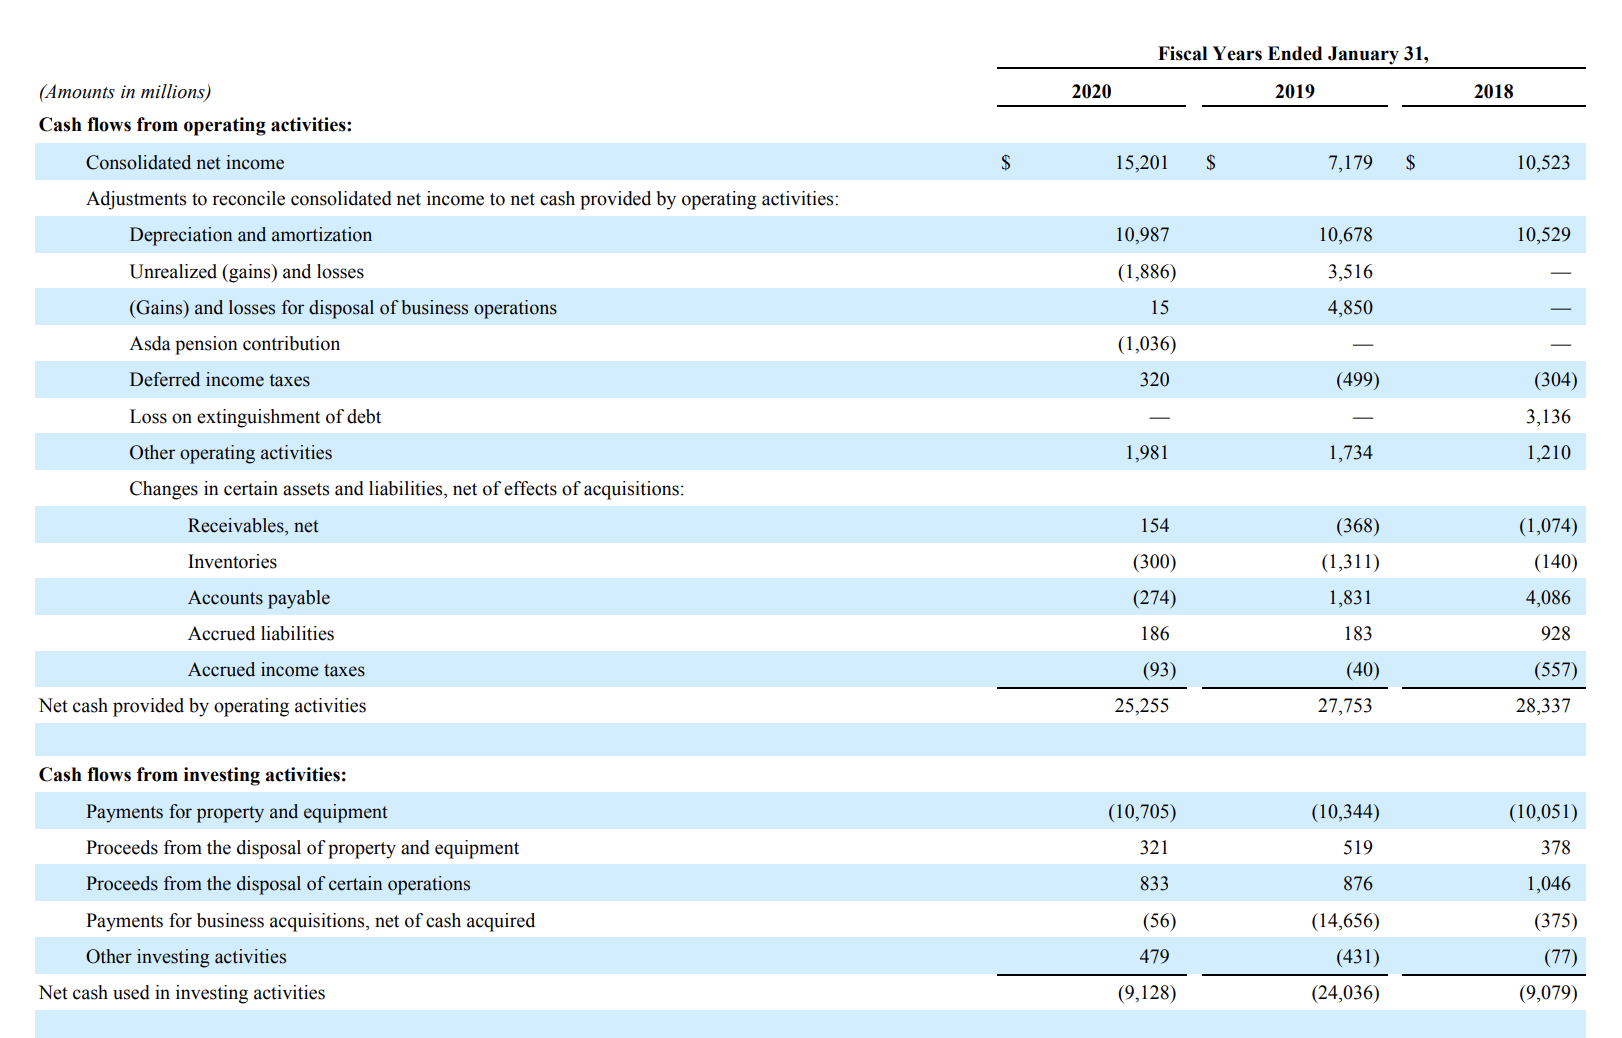 Fiscal Years Ended January 31,
(Amounts in millions) 2020 2019 2018
Cash flows from operating activities:
Consolidated net income $ 15,201 $ 7,179 $ 10,523
Adjustments to reconcile consolidated net income to net cash provided by operating activities:
Depreciation and amortization 10,987 10,678 10,529
Unrealized (gains) and losses (1,886) 3,516 —
(Gains) and losses for disposal of business operations 15 4,850 —
Asda pension contribution (1,036) — —
Deferred income taxes 320 (499) (304)
Loss on extinguishment of debt — — 3,136
Other operating activities 1,981 1,734 1,210
Changes in certain assets and liabilities, net of effects of acquisitions:
Receivables, net 154 (368) (1,074)
Inventories (300) (1,311) (140)
Accounts payable (274) 1,831 4,086
Accrued liabilities 186 183 928
Accrued income taxes (93) (40) (557)
Net cash provided by operating activities 25,255 27,753 28,337
Cash flows from investing activities:
Payments for property and equipment (10,705) (10,344) (10,051)
Proceeds from the disposal of property and equipment 321 519 378
Proceeds from the disposal of certain operations 833 876 1,046
Payments for business acquisitions, net of cash acquired (56) (14,656) (375)
Other investing activities 479 (431) (77)
Net cash used in investing activities (9,128) (24,036) (9,079)